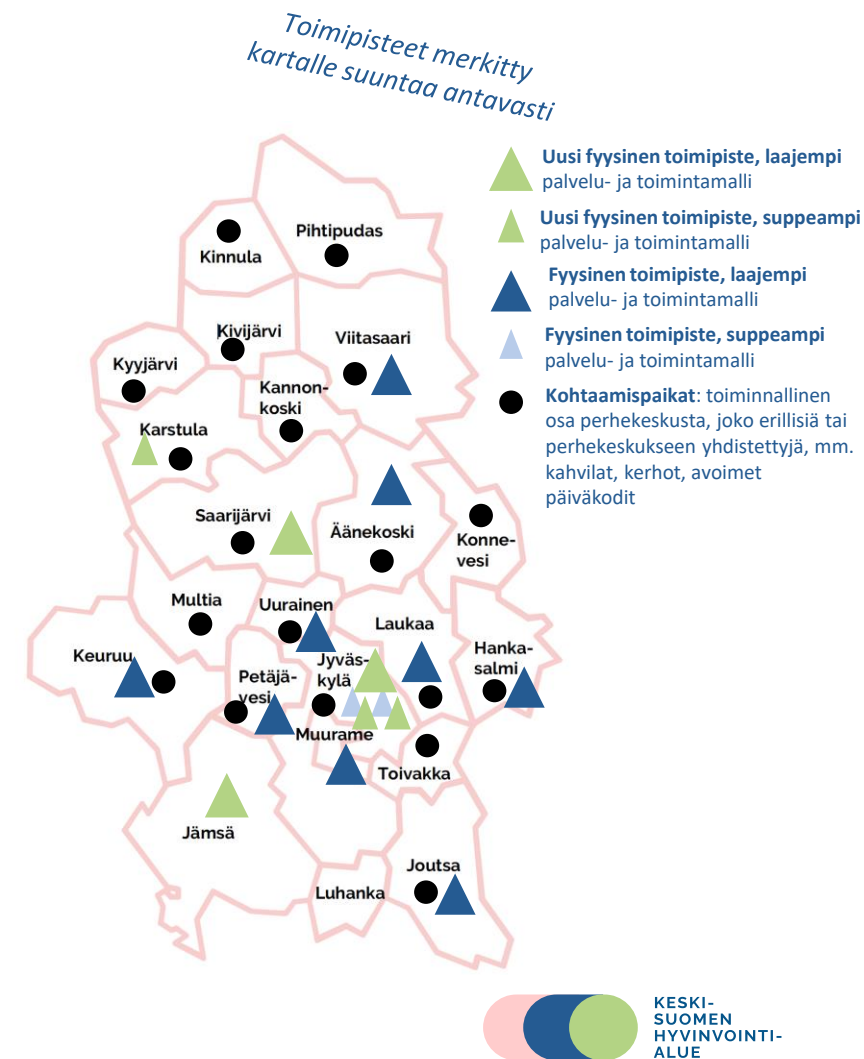 Toimipisteet merkitty
kartalle suuntaa antavasti
Uusi fyysinen toimipiste, laajempi
palvelu- ja toimintamalli
Uusi fyysinen toimipiste, suppeampi
palvelu- ja toimintamalli
Fyysinen toimipiste, laajempi
palvelu- ja toimintamalli
Fyysinen toimipiste, suppeampi
palvelu- ja toimintamalli
Kohtaamispaikat: toiminnallinen
osa perhekeskusta, joko erillisiä tai
perhekeskukseen yhdistettyjä, mm.
kahvilat, kerhot, avoimet
päiväkodit
Pihtipudas
Kinnula
Kivijärvi
Viitasaari
Kyyjärvi
Kannon-
koski
Karstula
Saarijärvi
Äänekoski
Konne-
vesi
Multia
Uurainen
Laukaa
Hanka-
salmi
Keuruu
Petäjä-
vesi
Jyväs-
kylä
Muurame
Toivakka
Jämsä
Joutsa
Luhanka
KESKI-
SUOMEN
HYVINVOINTI-
ALUE